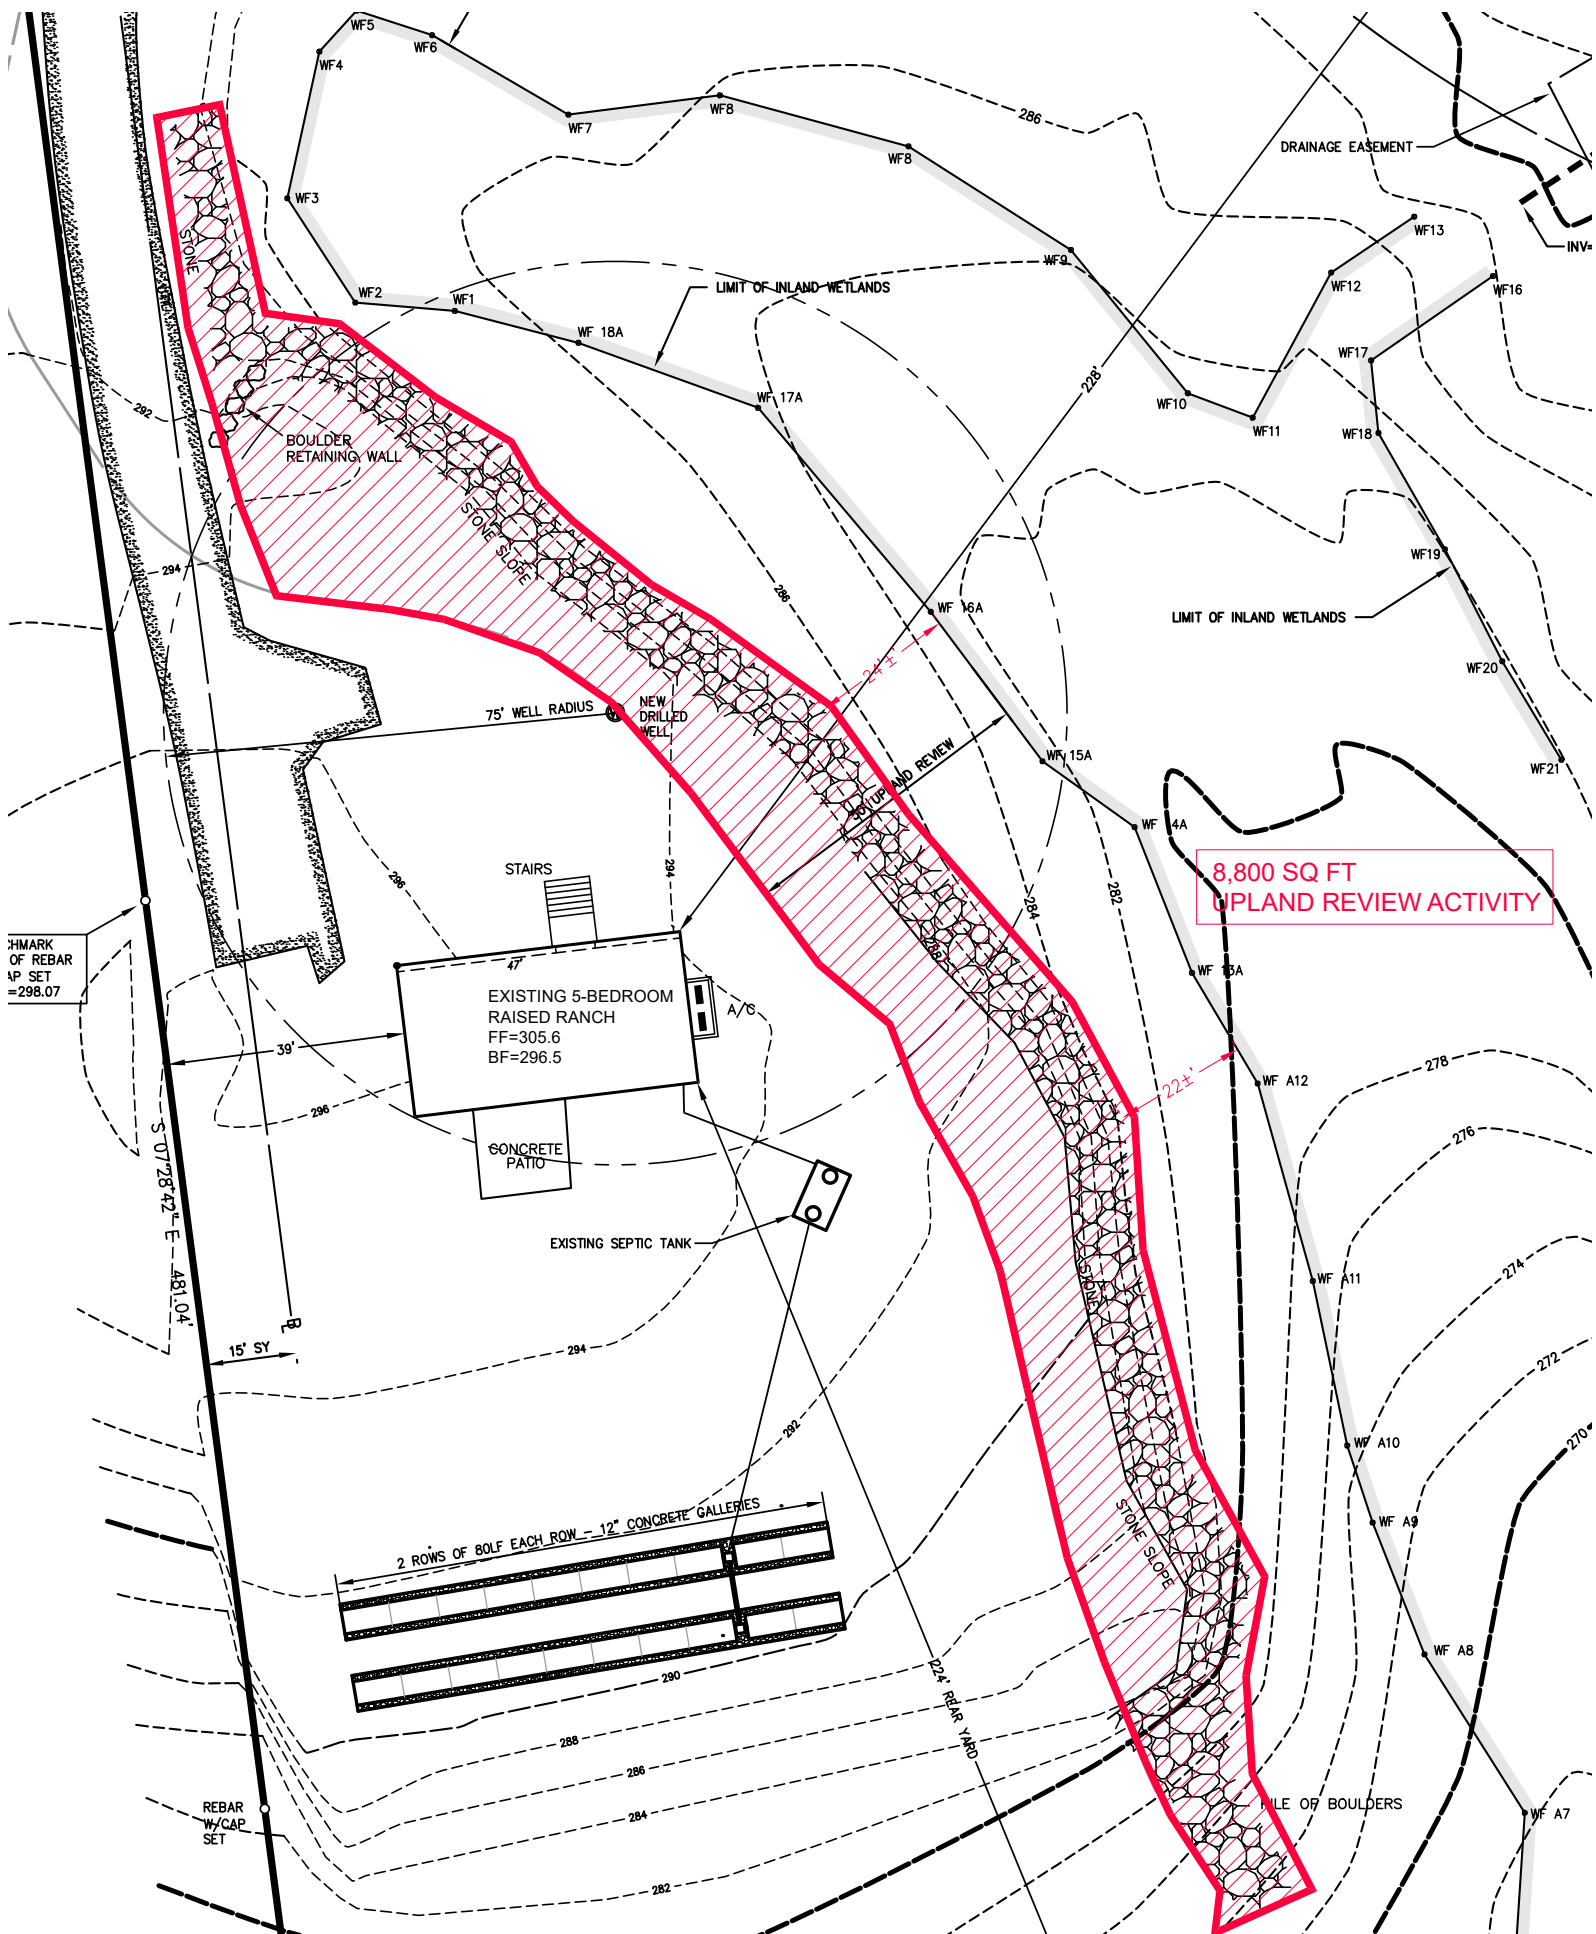 WF5
WF6
WF4
WF7
WF8
WF8
286
DRAINAGE EASEMENT
WF3
STONE
WF9
WF13
INV=
WF2
WF1
LIMIT OF INLAND WETLANDS
WF12
WF16
WF 18A
WF17
228'
WF 17A
WF10
WF11
WF18
292
BOULDER
RETAINING WALL
STONE SLOPE
WF19
294
286
WF 16A
LIMIT OF INLAND WETLANDS
24'±
WF20
75' WELL RADIUS
NEW
DRILLED
WELL
UPLAND REVIEW
WF 15A
WF21
WF 14A
STAIRS
294
296
8,800 SQ FT
UPLAND REVIEW ACTIVITY
284
282
288
CHMARK
OF REBAR
AP SET
=298.07
47'
WF 13A
EXISTING 5-BEDROOM
RAISED RANCH
FF=305.6
BF=296.5
A/C
39'
278
22±'
WF A12
296
276
S 07°28'42" E 481.04'
CONCRETE
PATIO
EXISTING SEPTIC TANK
STONE
274
WF A11
BL
15' SY
294
272
292
WF A10
270
2 ROWS OF 80LF EACH ROW - 12" CONCRETE GALLERIES
STONE SLOPE
WF A9
WF A8
290
224' REAR YARD
288
286
284
REBAR
W/CAP
SET
PILE OF BOULDERS
WF A7
282